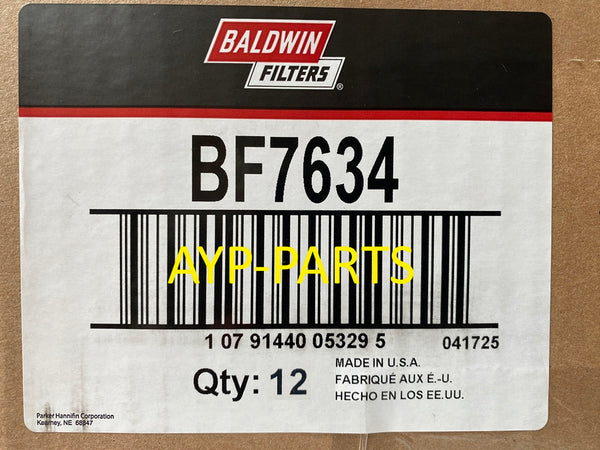 BALDWIN
FILTERS®
BF7634
AYP-PARTS
1 07 91440 05329 5
041725
Qty: 12
MADE IN U.S.A.
FABRIQUÉ AUX É.-U.
HECHO EN LOS EE.UU.
Parker Hannifin Corporation
Kearney, NE 68847